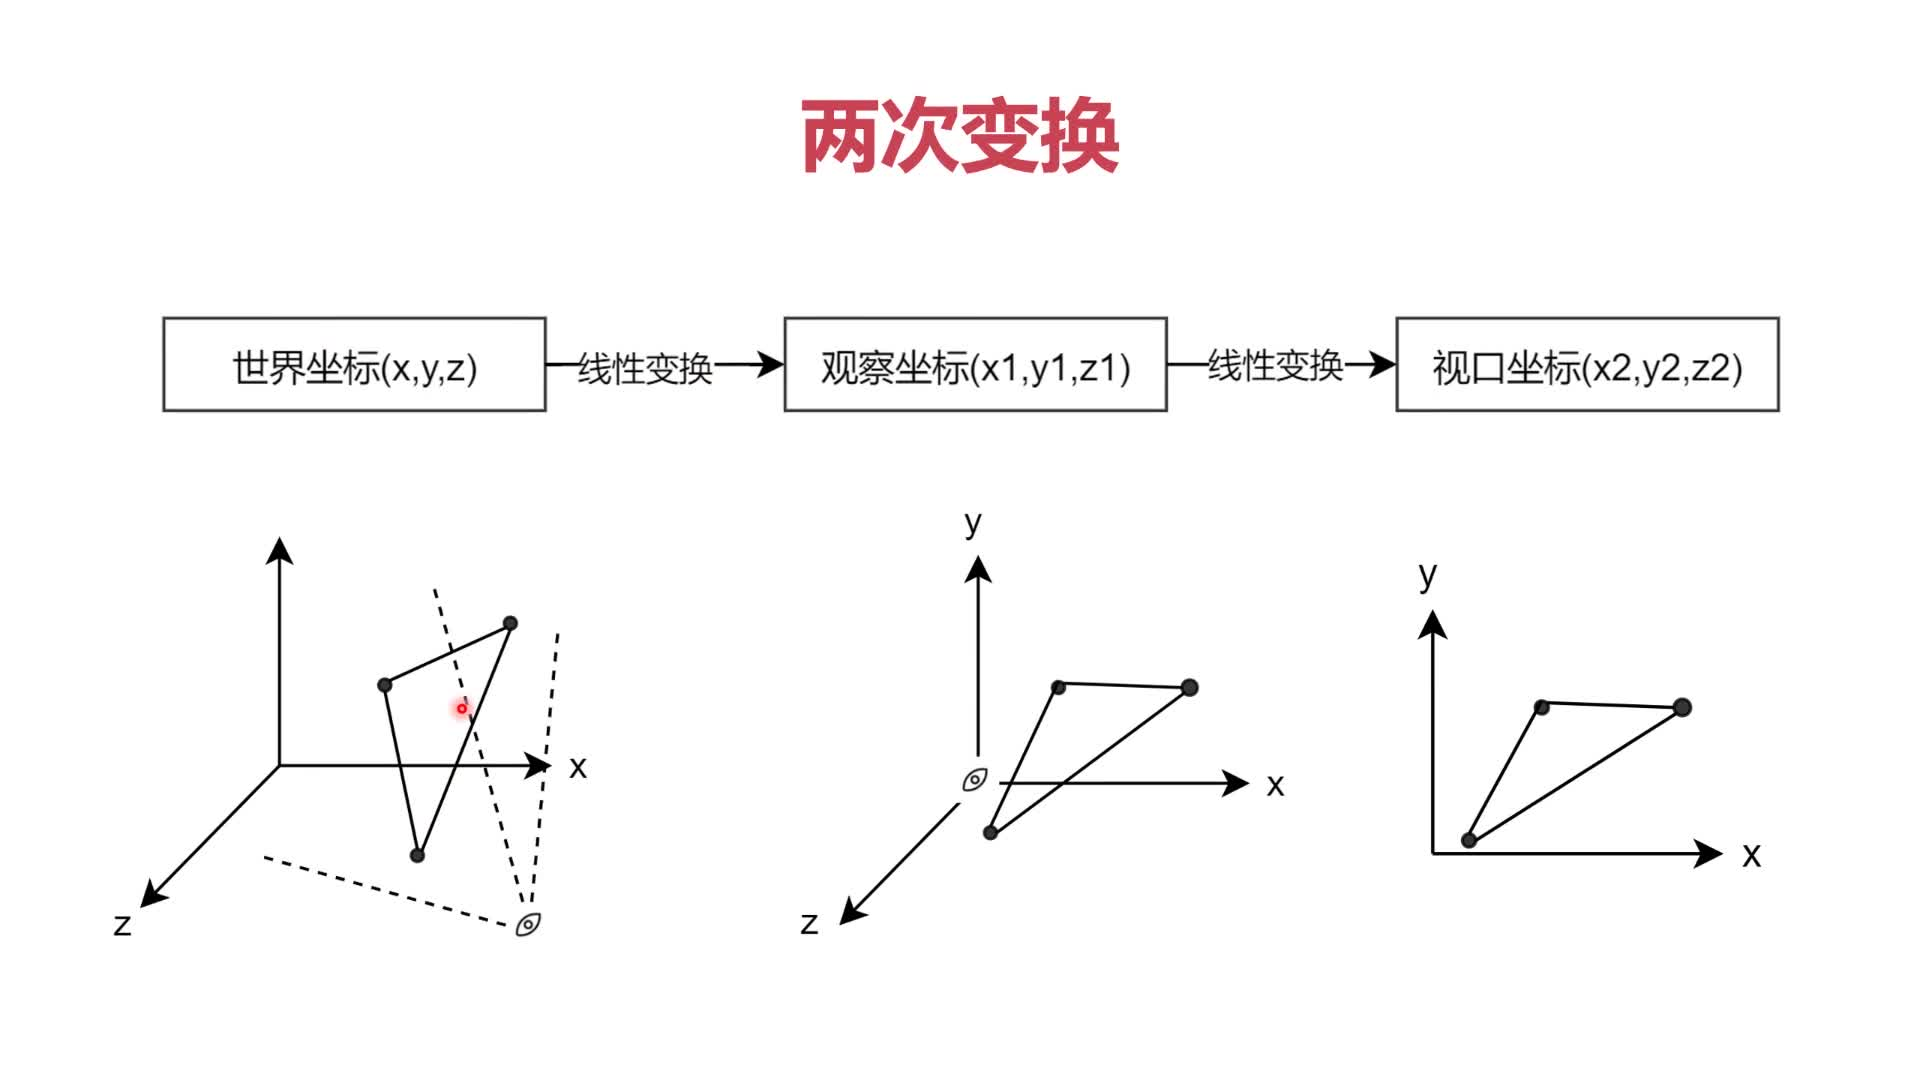 两次变换
世界坐标(x,y,z)
线性变换
观察坐标(x1,y1,z1)
线性变换
视口坐标(x2,y2,z2)
x
z
y
x
z
y
x